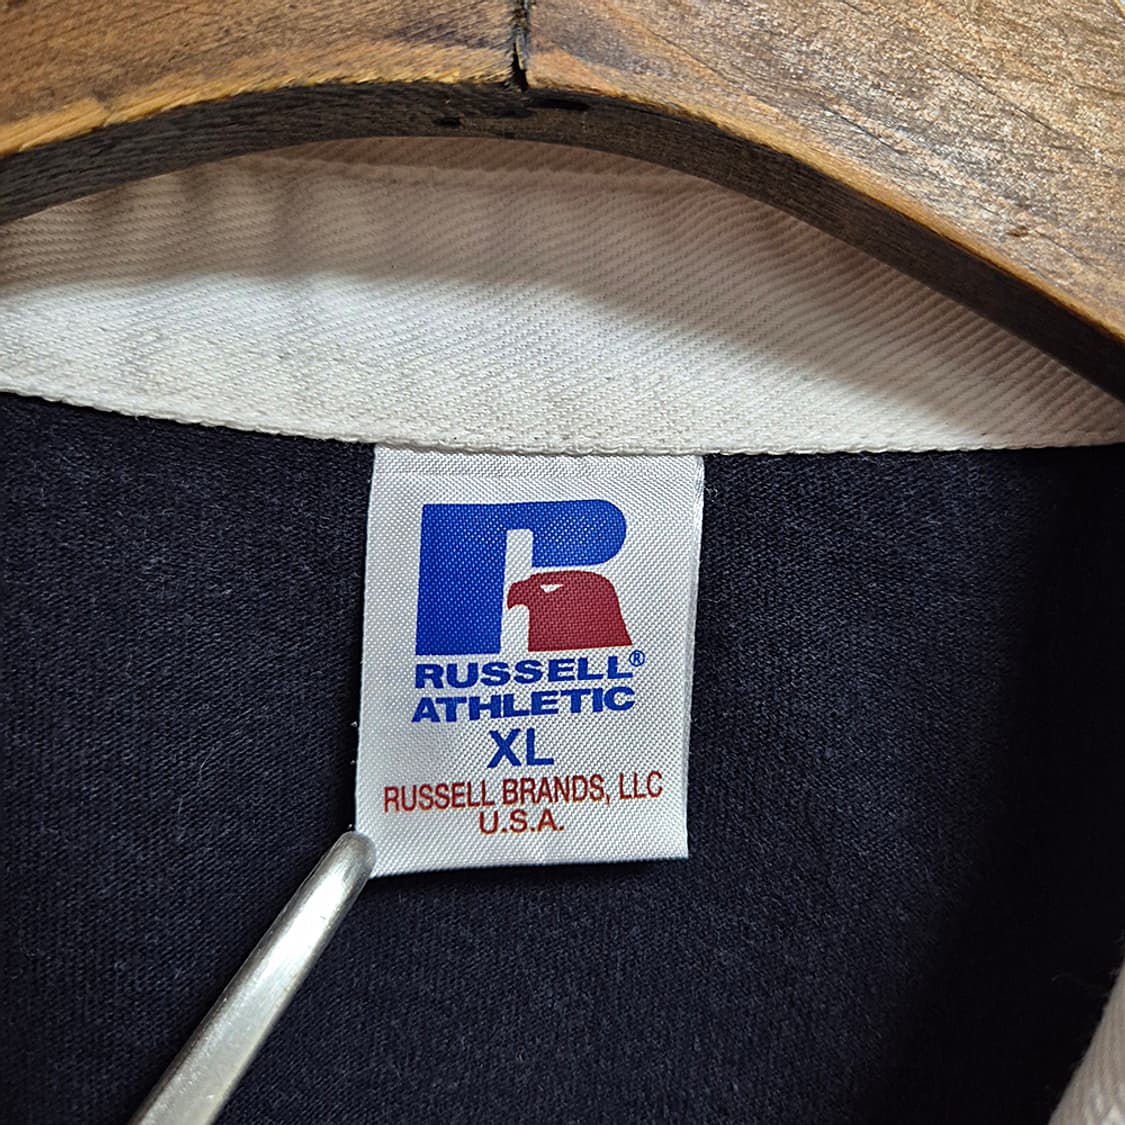 RUSSELL®
ATHLETIC
XL
RUSSELL BRANDS, LLC
U.S.A.